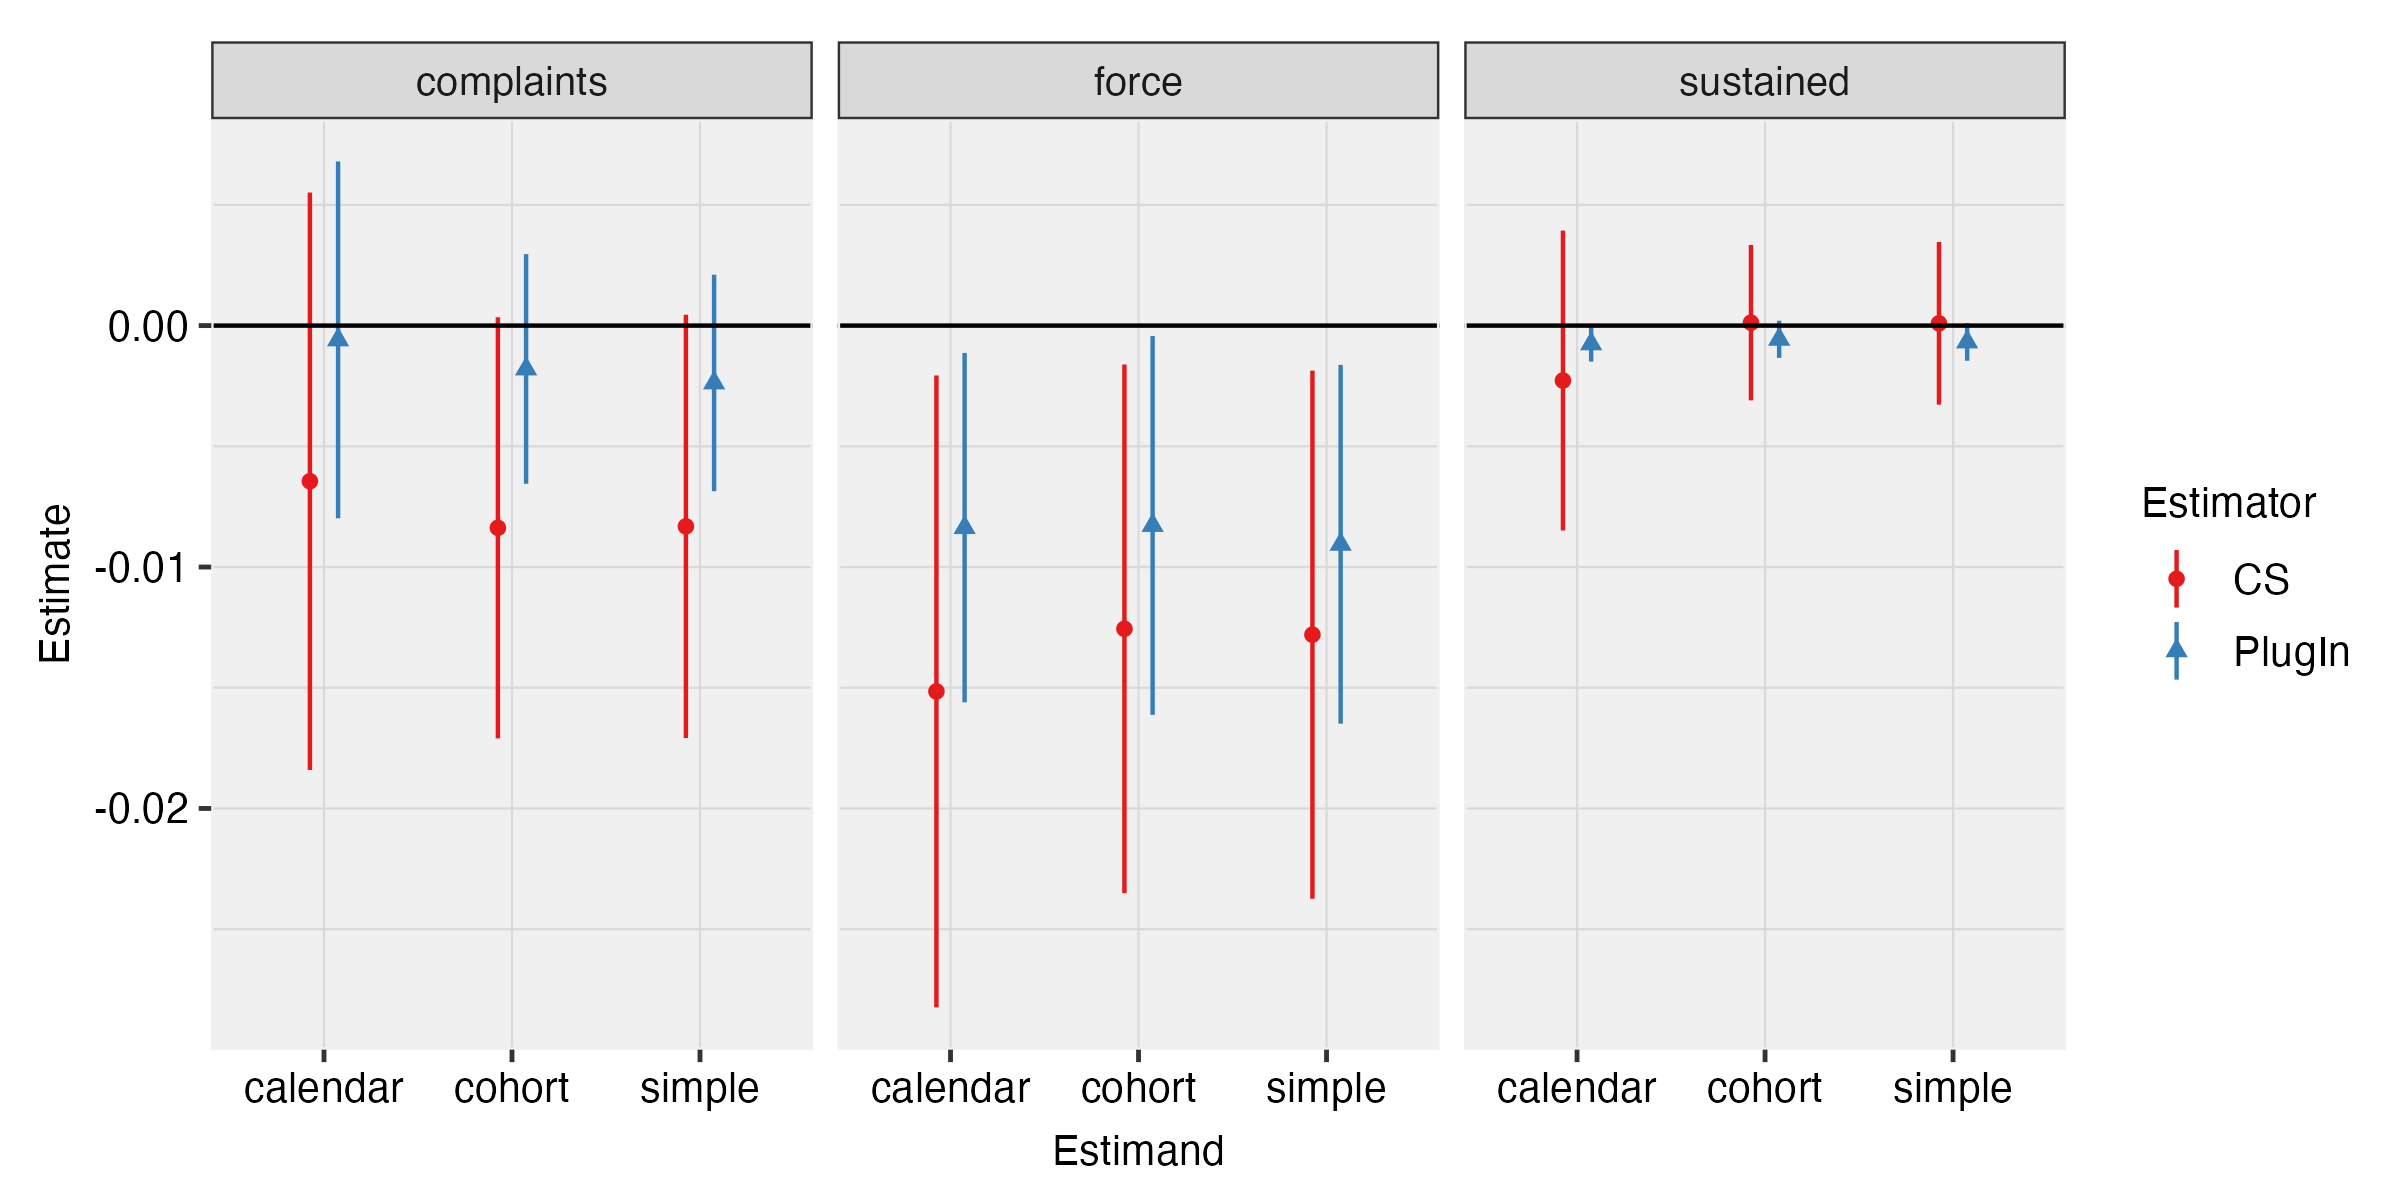 complaints
force
sustained
0.00
-0.01
-0.02
Estimate
calendar cohort simple
calendar cohort simple
calendar cohort simple
Estimand
Estimator
CS
PlugIn